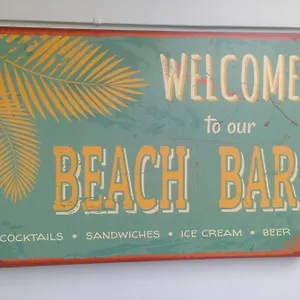 WELCOME
to our
BEACH BAR
COCKTAILS • SANDWICHES • ICE CREAM • BEER